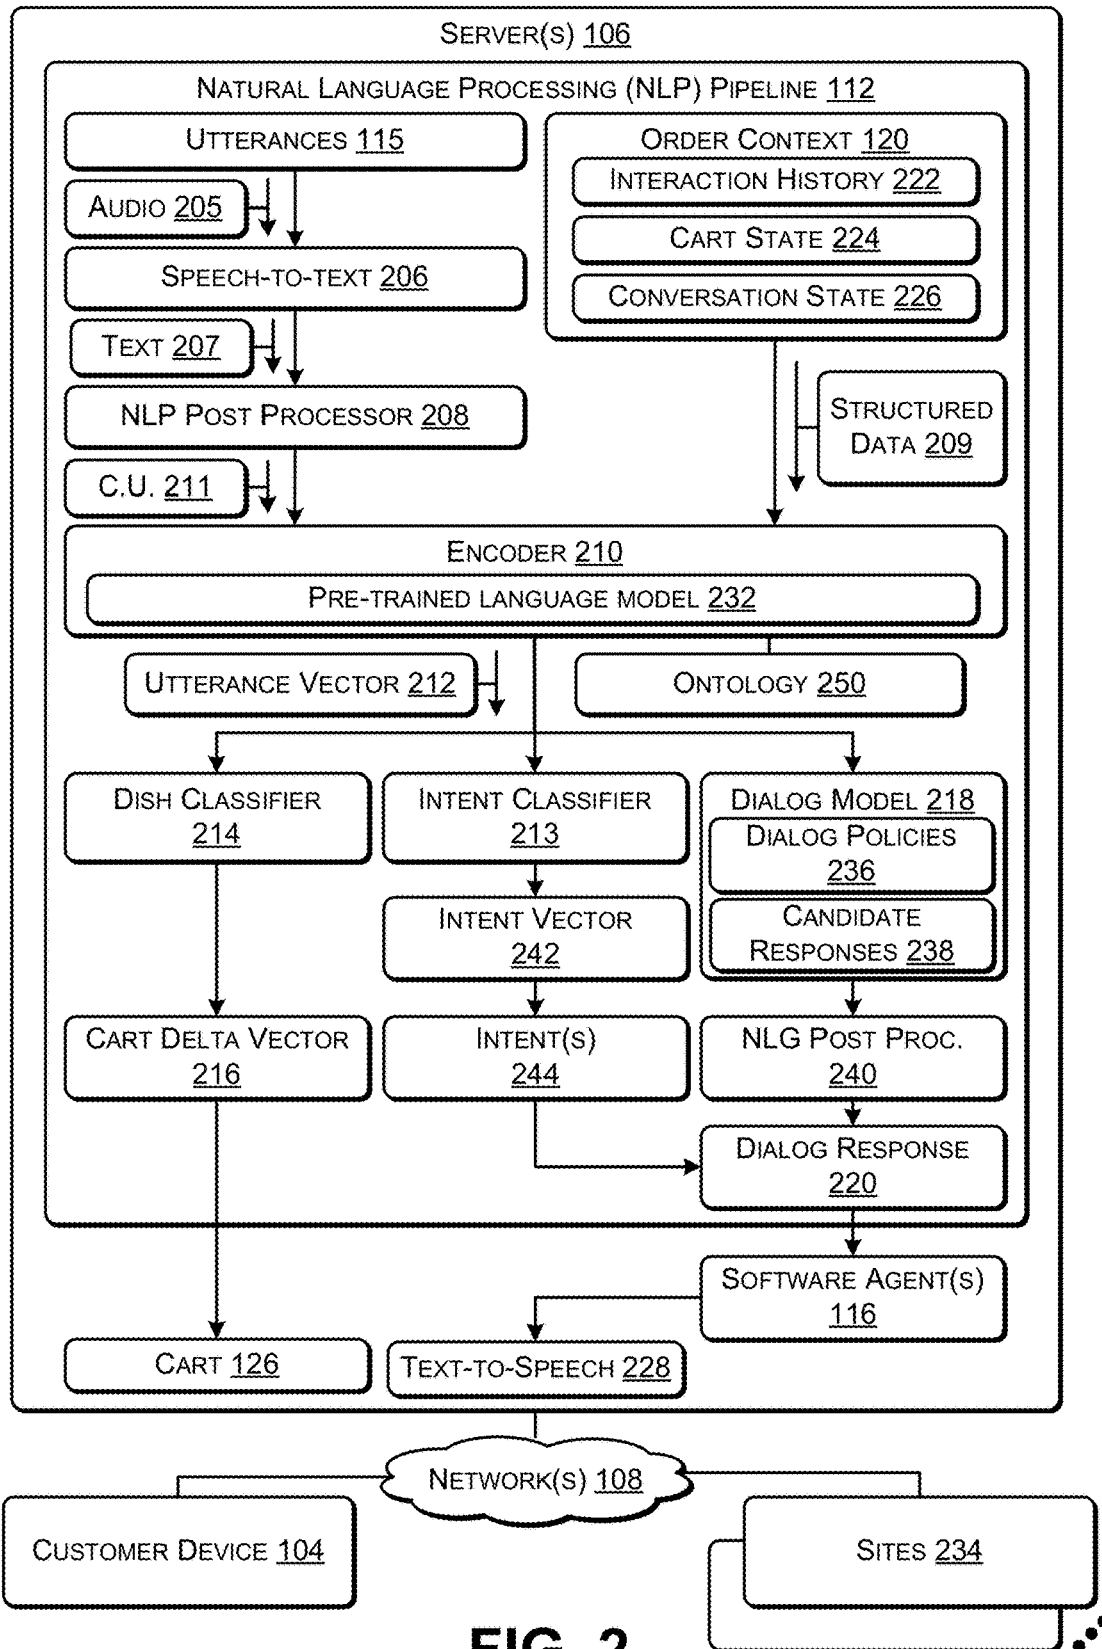 SERVER(S) 106
NATURAL LANGUAGE PROCESSING (NLP) PIPELINE 112
UTTERANCES 115
AUDIO 205
SPEECH-TO-TEXT 206
TEXT 207
NLP POST PROCESSOR 208
C.U. 211
ORDER CONTEXT 120
INTERACTION HISTORY 222
CART STATE 224
CONVERSATION STATE 226
STRUCTURED
DATA 209
ENCODER 210
PRE-TRAINED LANGUAGE MODEL 232
UTTERANCE VECTOR 212
ONTOLOGY 250
DISH CLASSIFIER
214
INTENT CLASSIFIER
213
DIALOG MODEL 218
DIALOG POLICIES
236
CANDIDATE
RESPONSES 238
INTENT VECTOR
242
CART DELTA VECTOR
216
INTENT(S)
244
NLG POST PROC.
240
DIALOG RESPONSE
220
SOFTWARE AGENT(S)
116
CART 126
TEXT-TO-SPEECH 228
NETWORK(S) 108
CUSTOMER DEVICE 104
SITES 234
FIG. 2